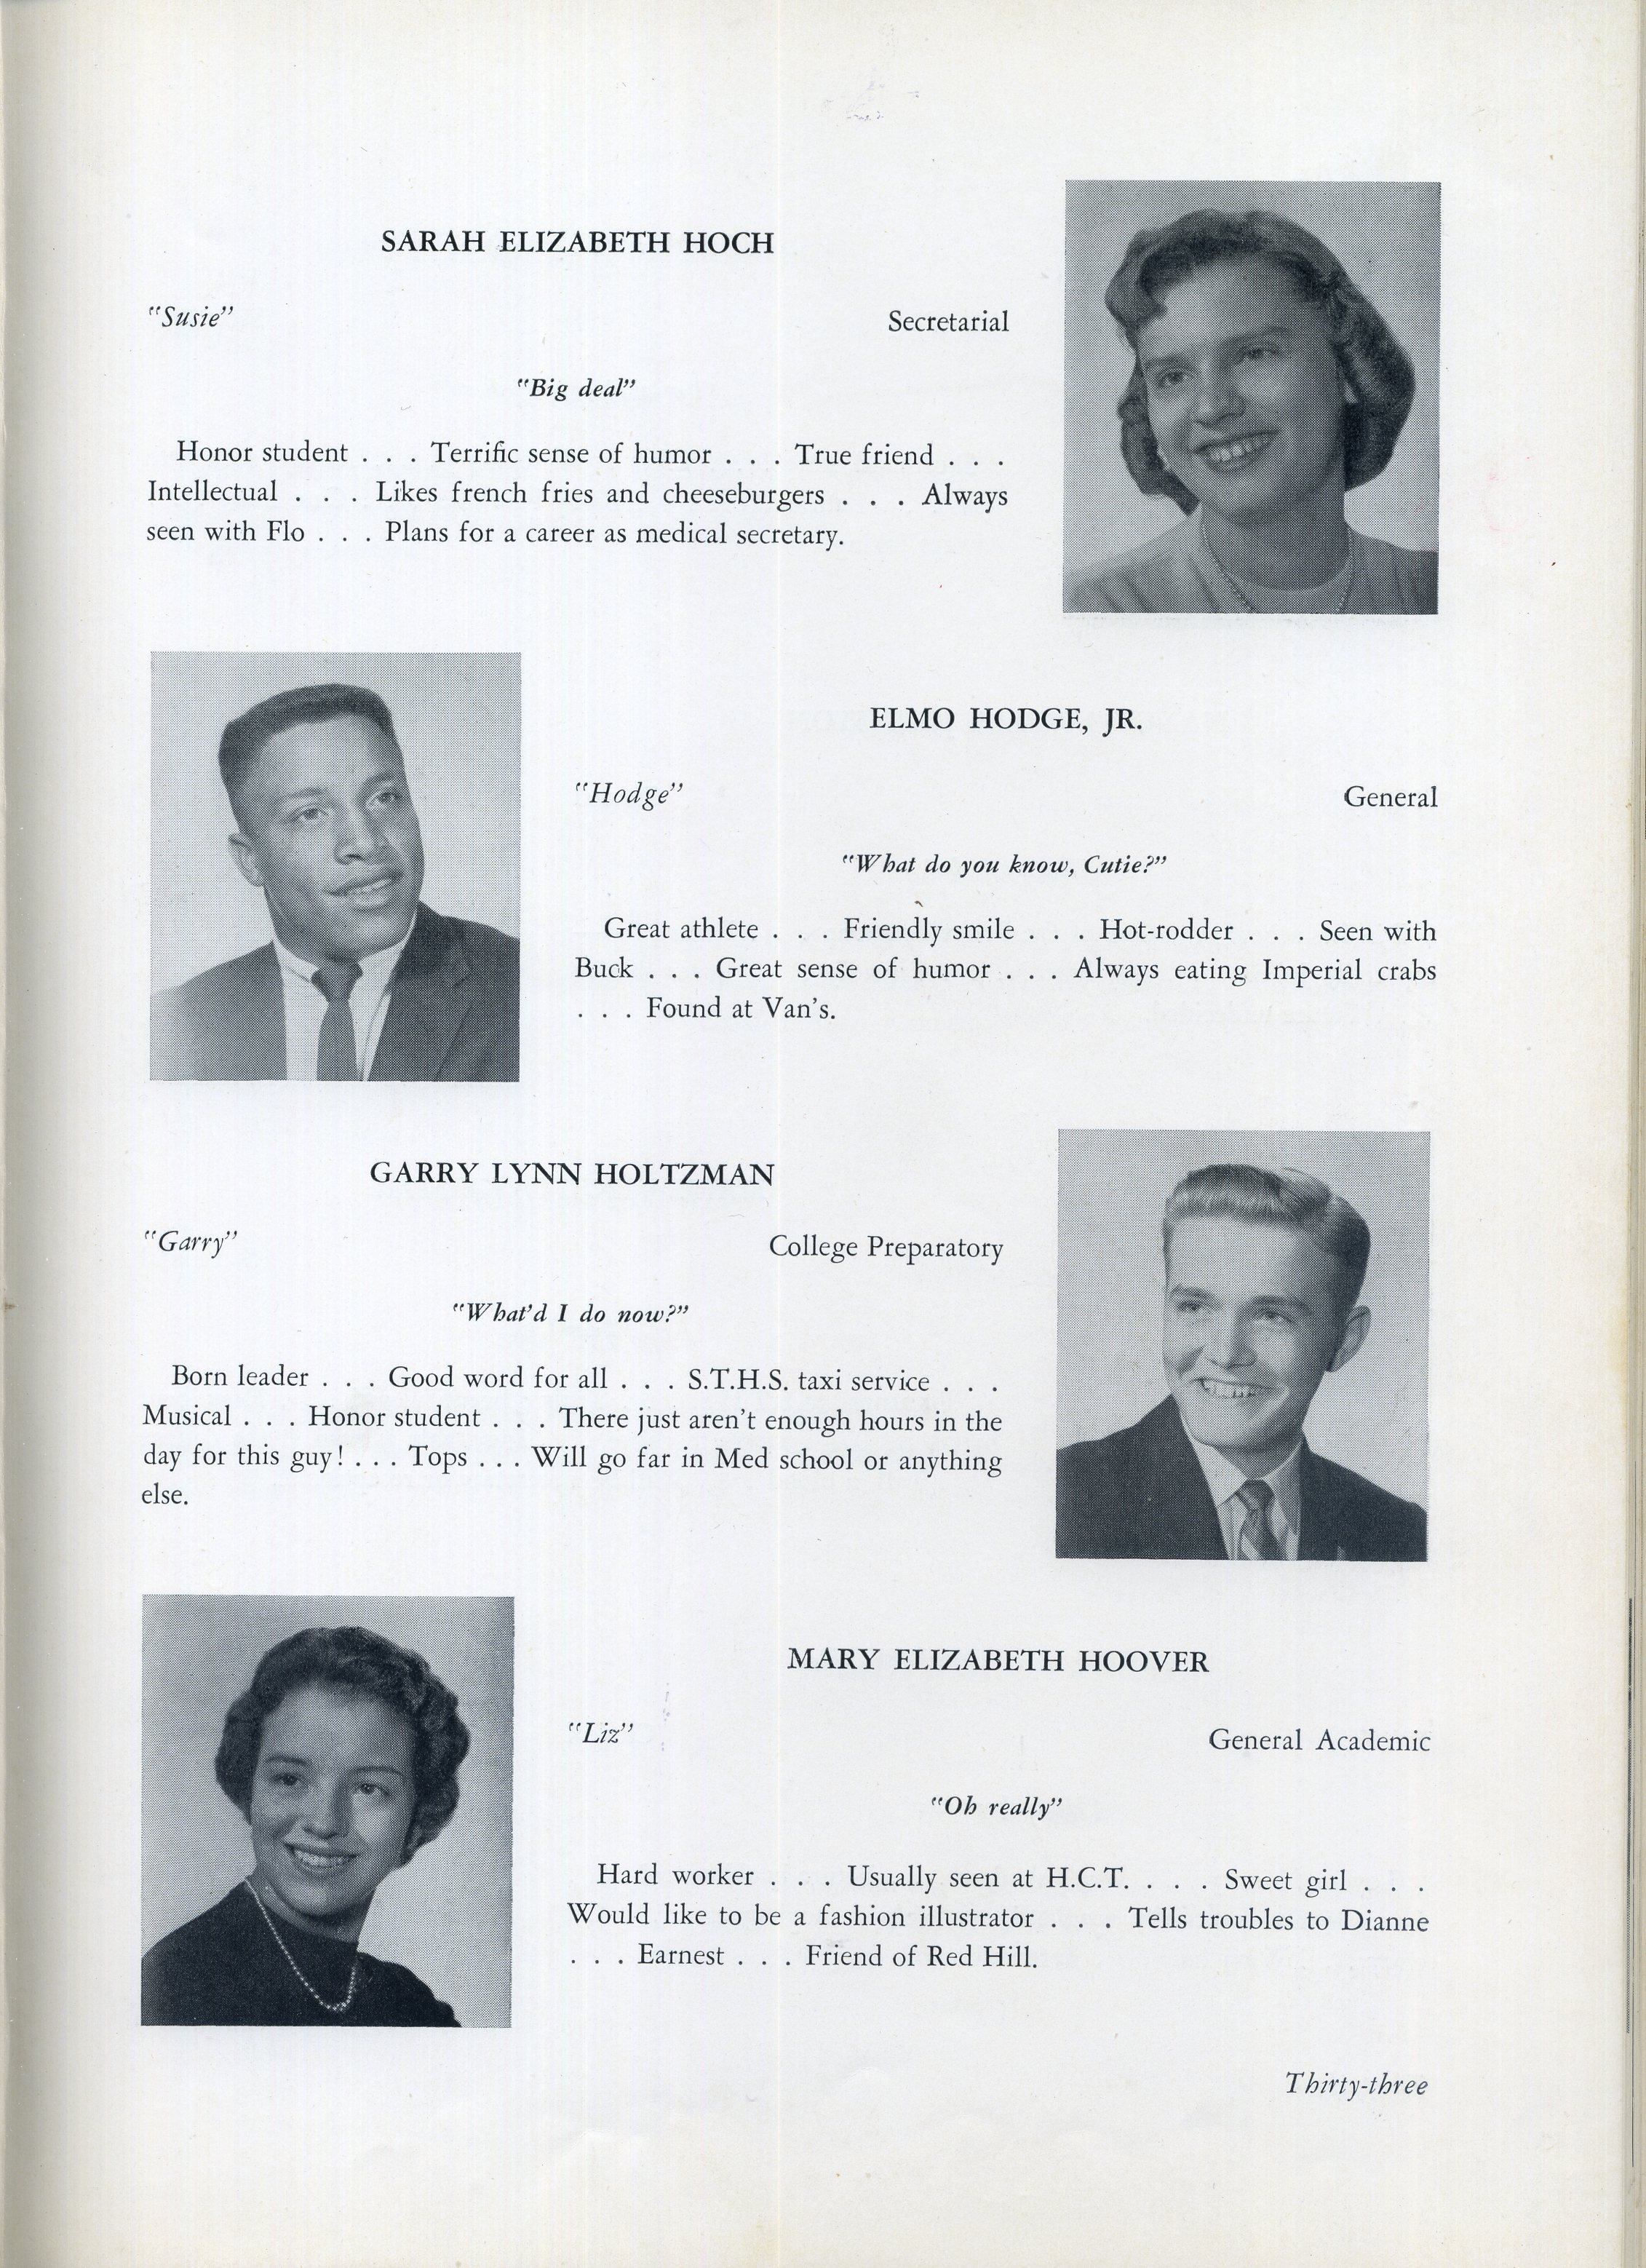 SARAH ELIZABETH HOCH
"Susie" Secretarial
"Big deal"
Honor student . . . Terrific sense of humor . . . True friend . . .
Intellectual . . . Likes french fries and cheeseburgers . . . Always
seen with Flo . . . Plans for a career as medical secretary.
ELMO HODGE, JR.
"Hodge" General
"What do you know, Cutie?"
Great athlete . . . Friendly smile . . . Hot-rodder . . . Seen with
Buck . . . Great sense of humor . . . Always eating Imperial crabs
. . . Found at Van's.
GARRY LYNN HOLTZMAN
"Garry" College Preparatory
"What'd I do now?"
Born leader . . . Good word for all . . . S.T.H.S. taxi service . . .
Musical . . . Honor student . . . There just aren't enough hours in the
day for this guy! . . . Tops . . . Will go far in Med school or anything
else.
MARY ELIZABETH HOOVER
"Liz" General Academic
"Oh really"
Hard worker . . . Usually seen at H.C.T. . . . Sweet girl . . .
Would like to be a fashion illustrator . . . Tells troubles to Dianne
. . . Earnest . . . Friend of Red Hill.
Thirty-three